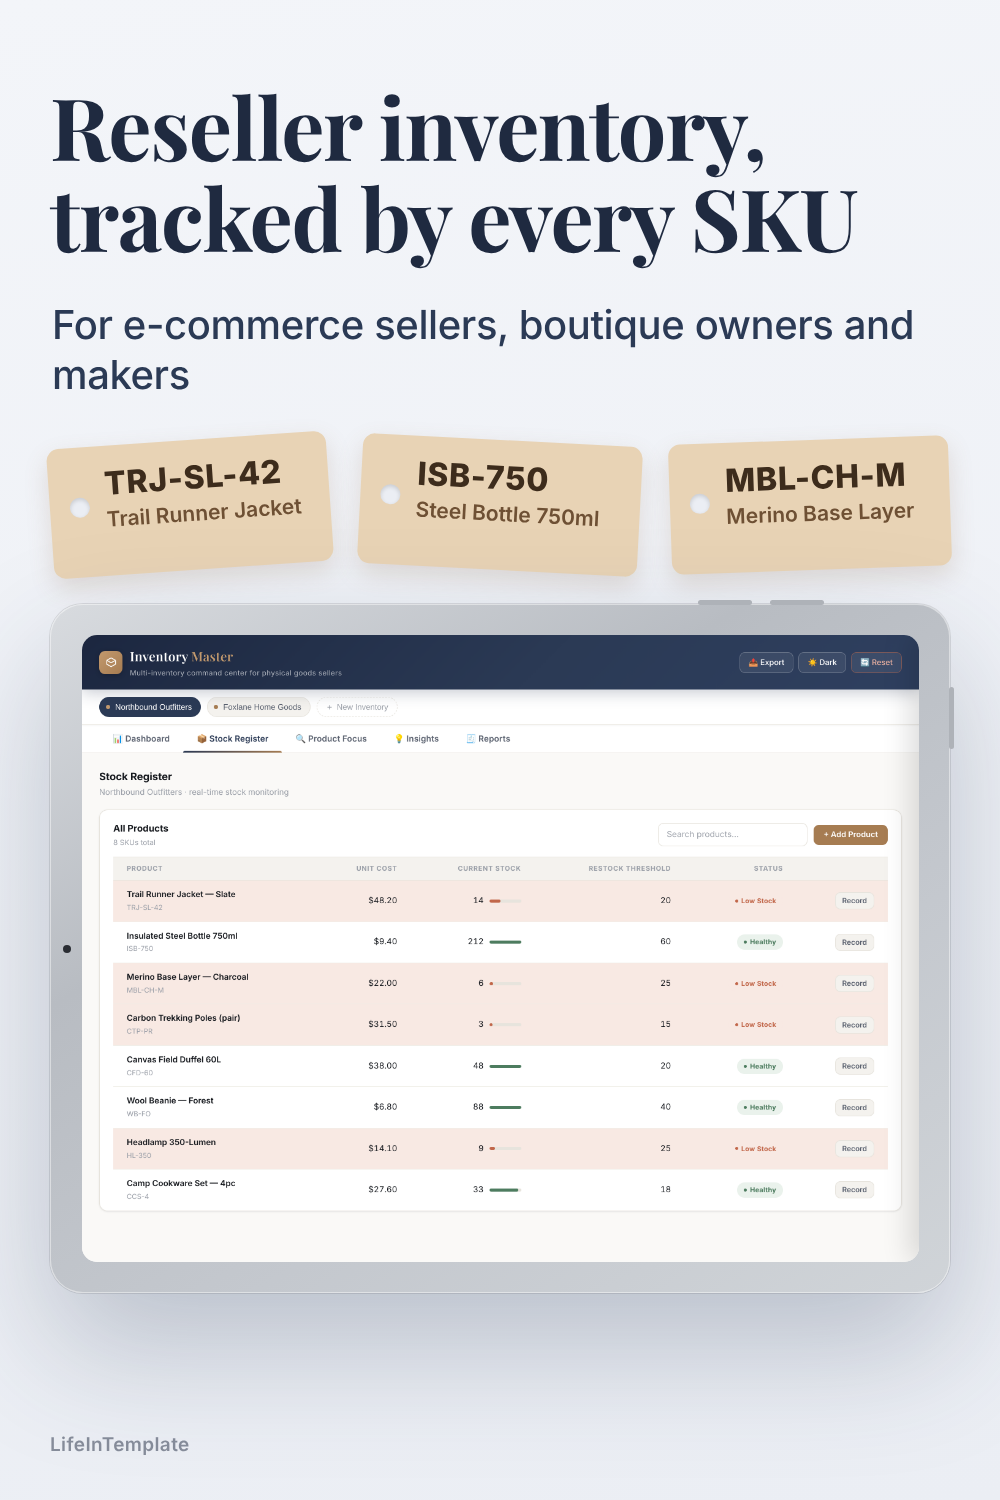 Reseller inventory,
tracked by every SKU
For e-commerce sellers, boutique owners and
makers
TRJ-SL-42
Trail Runner Jacket
ISB-750
Steel Bottle 750ml
MBL-CH-M
Merino Base Layer
Inventory Master
Multi-inventory command center for physical goods sellers
Export
Dark
Reset
Northbound Outfitters
Foxlane Home Goods
+ New Inventory
Dashboard
Stock Register
Product Focus
Insights
Reports
Stock Register
Northbound Outfitters · real-time stock monitoring
All Products
8 SKUs total
Search products...
+ Add Product
PRODUCT UNIT COST CURRENT STOCK RESTOCK THRESHOLD STATUS
Trail Runner Jacket — Slate
TRJ-SL-42
$48.20 14 20 Low Stock Record
Insulated Steel Bottle 750ml
ISB-750
$9.40 212 60 Healthy Record
Merino Base Layer — Charcoal
MBL-CH-M
$22.00 6 25 Low Stock Record
Carbon Trekking Poles (pair)
CTP-PR
$31.50 3 15 Low Stock Record
Canvas Field Duffel 60L
CFD-60
$38.00 48 20 Healthy Record
Wool Beanie — Forest
WB-FO
$6.80 88 40 Healthy Record
Headlamp 350-Lumen
HL-350
$14.10 9 25 Low Stock Record
Camp Cookware Set — 4pc
CCS-4
$27.60 33 18 Healthy Record
LifeInTemplate